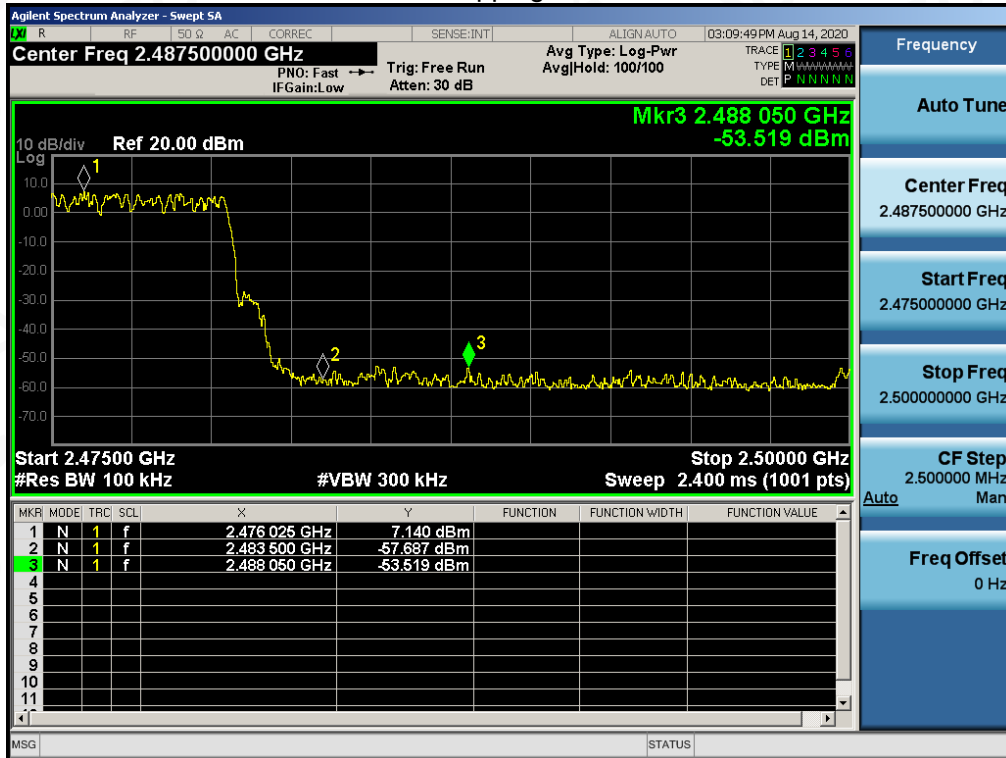 Agilent Spectrum Analyzer - Swept SA
LXI R RF 50 Ω AC CORREC SENSE:INT ALIGN AUTO 03:09:49 PM Aug 14, 2020
Center Freq 2.487500000 GHz
PNO: Fast
IFGain:Low
Trig: Free Run
Atten: 30 dB
Avg Type: Log-Pwr
Avg|Hold: 100/100
TRACE 1 2 3 4 5 6
TYPE M WWWWW
DET P N N N N N
Mkr3 2.488 050 GHz
-53.519 dBm
10 dB/div Ref 20.00 dBm
Log
10.0
0.00
-10.0
-20.0
-30.0
-40.0
-50.0
-60.0
-70.0
1
2
3
Start 2.47500 GHz Stop 2.50000 GHz
#Res BW 100 kHz #VBW 300 kHz Sweep 2.400 ms (1001 pts)
MKR MODE TRC SCL X Y FUNCTION FUNCTION WIDTH FUNCTION VALUE
1 N 1 f 2.476 025 GHz 7.140 dBm
2 N 1 f 2.483 500 GHz -57.687 dBm
3 N 1 f 2.488 050 GHz -53.519 dBm
4
5
6
7
8
9
10
11
MSG STATUS
Frequency
Auto Tune
Center Freq
2.487500000 GHz
Start Freq
2.475000000 GHz
Stop Freq
2.500000000 GHz
CF Step
2.500000 MHz
Auto Man
Freq Offset
0 Hz